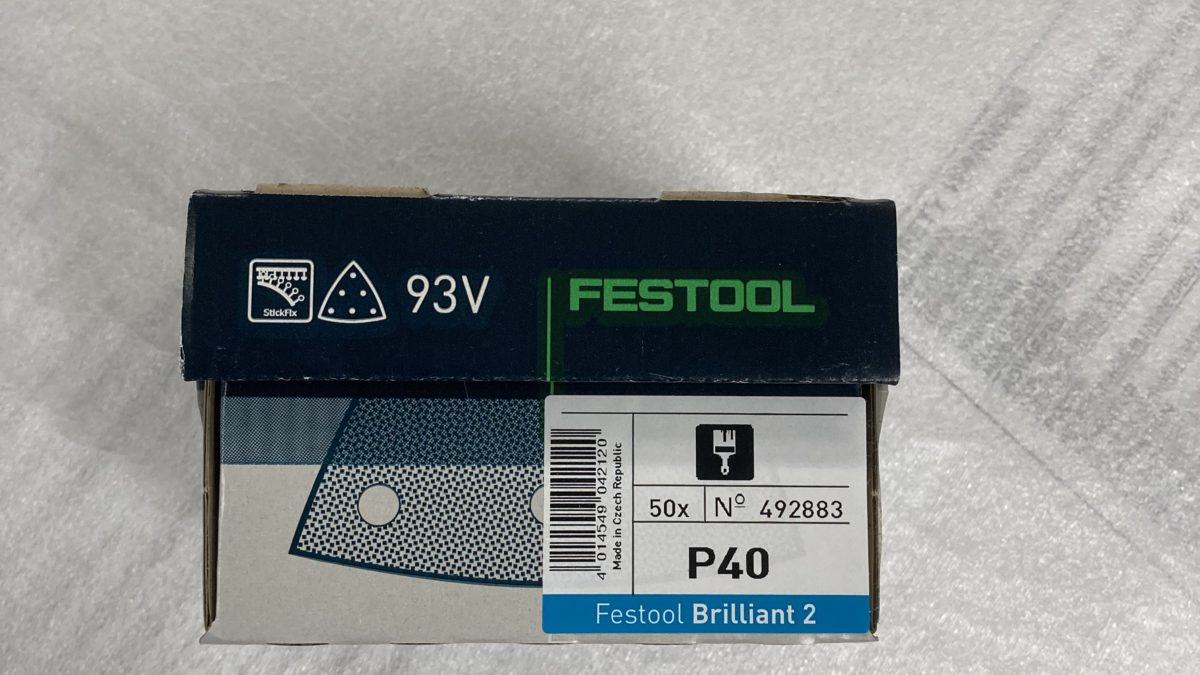 StickFix
93V
FESTOOL
4 014549 042120
Made in Czech Republic
50x
Nº 492883
P40
Festool Brilliant 2